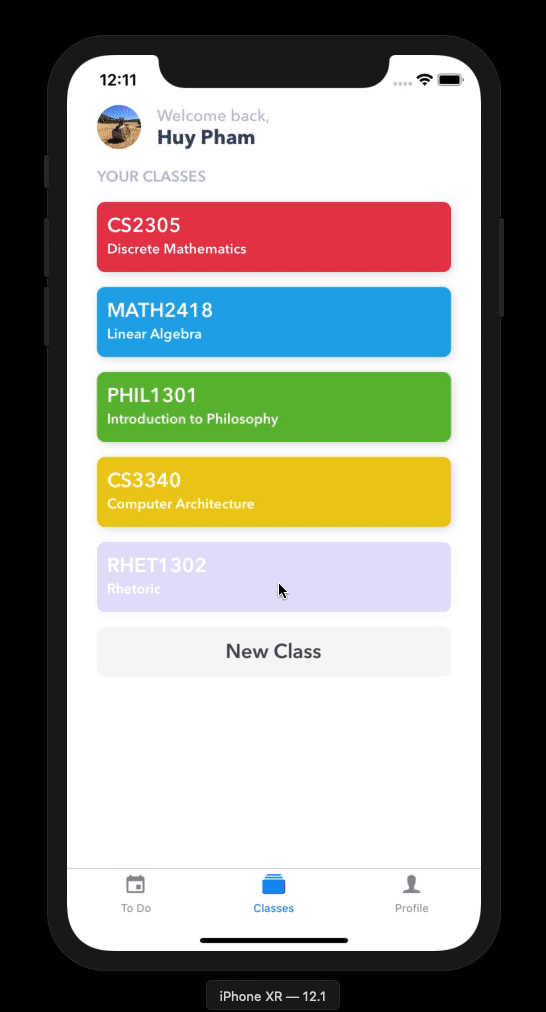 12:11
Welcome back,
Huy Pham
YOUR CLASSES
CS2305
Discrete Mathematics
MATH2418
Linear Algebra
PHIL1301
Introduction to Philosophy
CS3340
Computer Architecture
RHET1302
Rhetoric
New Class
To Do
Classes
Profile
iPhone XR — 12.1